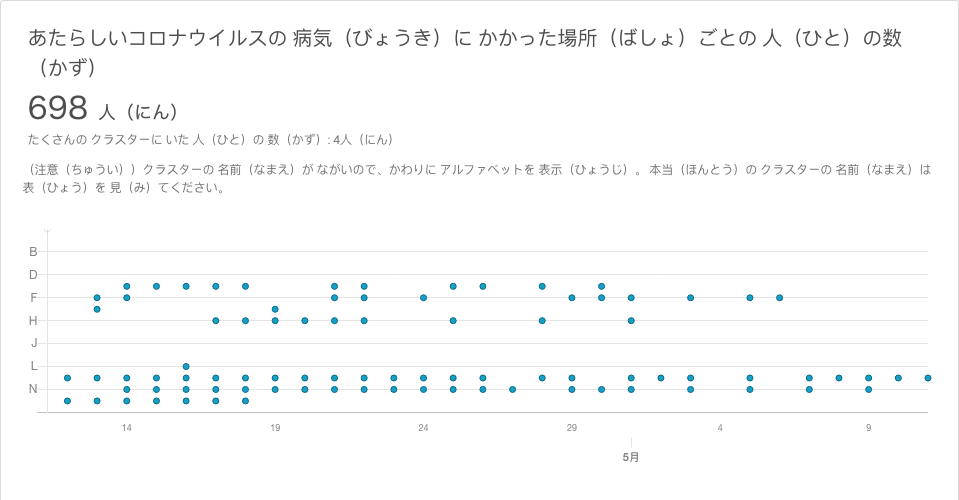 あたらしいコロナウイルスの 病気（びょうき）に かかった場所（ばしょ）ごとの 人（ひと）の数
（かず）
698 人（にん）
たくさんの クラスターに いた 人（ひと）の 数（かず）: 4人（にん）
（注意（ちゅうい））クラスターの 名前（なまえ）が ながいので、かわりに アルファベットを 表示（ひょうじ）。 本当（ほんとう）の クラスターの 名前（なまえ）は
表（ひょう）を 見（み）てください。
B
D
F
H
J
L
N
14 19 24 29 4 9
5月